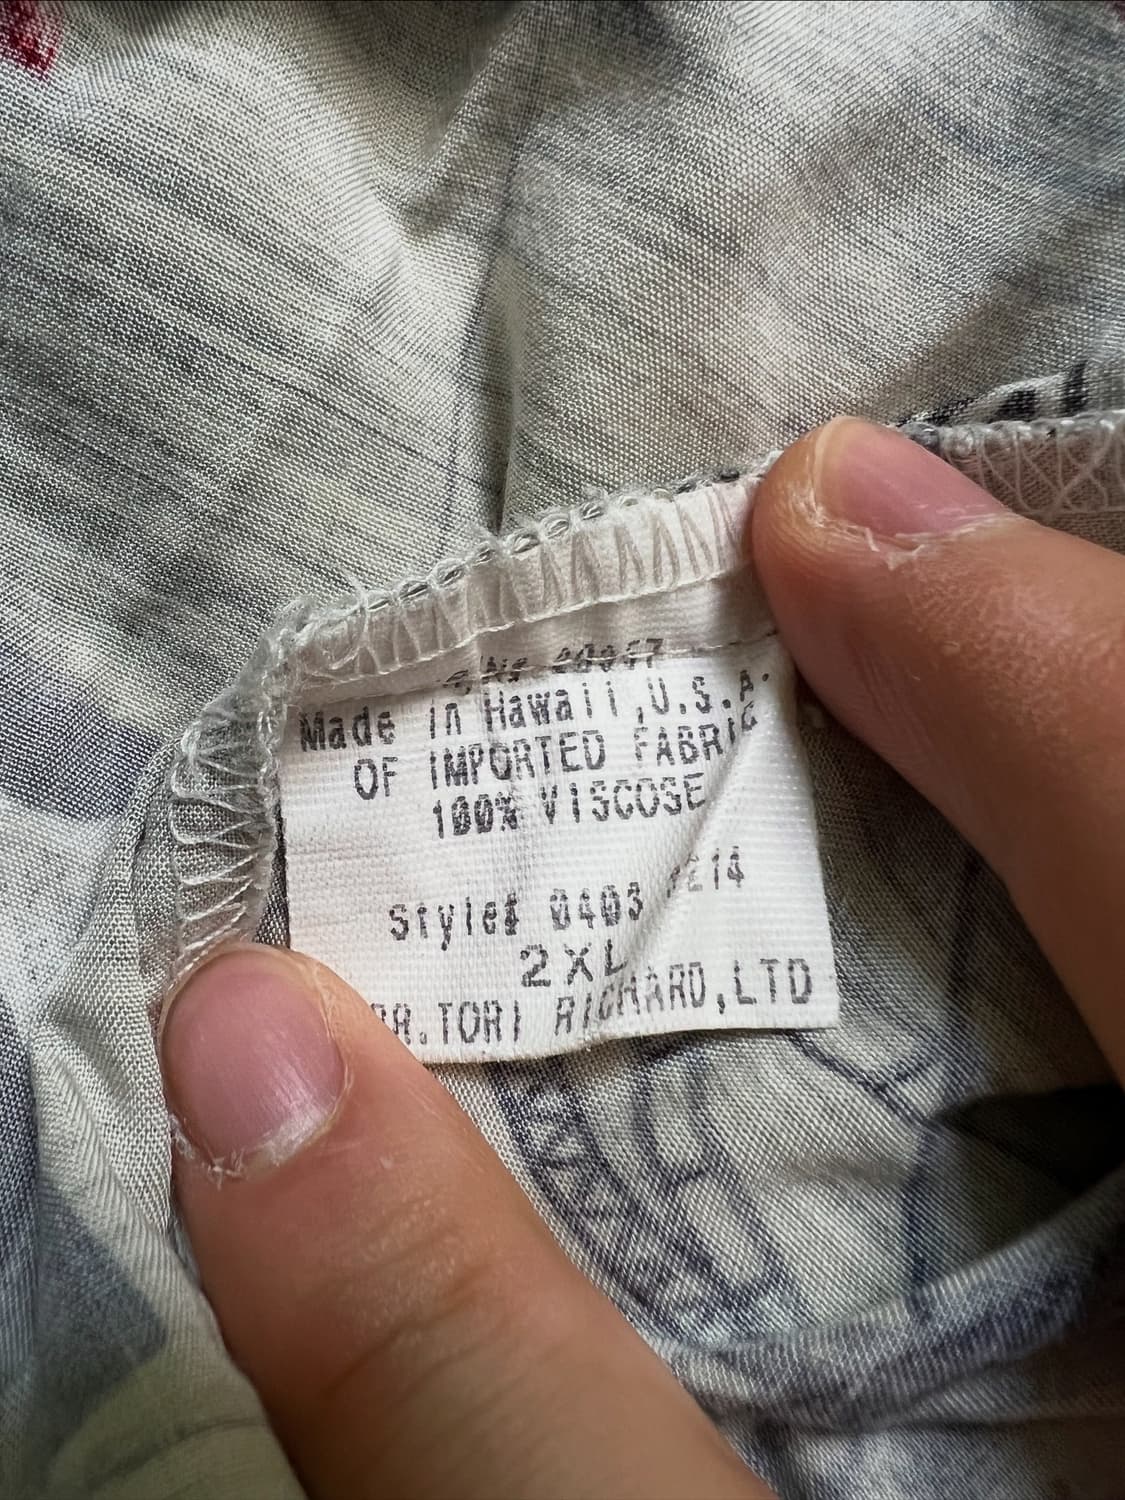 Made in Hawaii,U.S.A.
OF IMPORTED FABRIC
100% VISCOSE
Style# 0403
2XL
TORI RICHARD,LTD